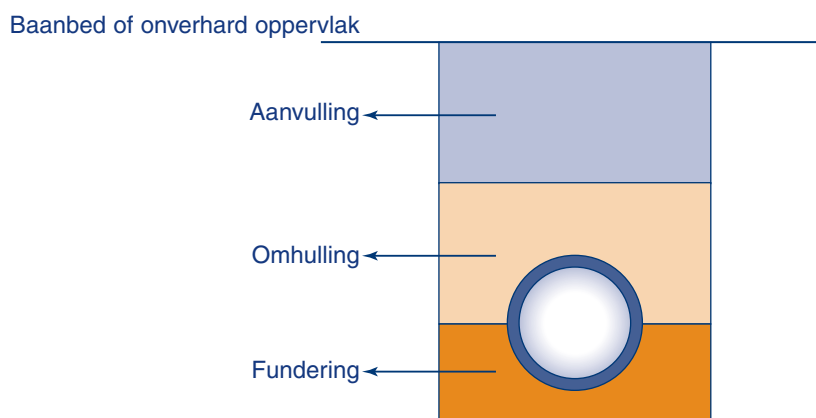 Baanbed of onverhard oppervlak
Aanvulling
Omhulling
Fundering